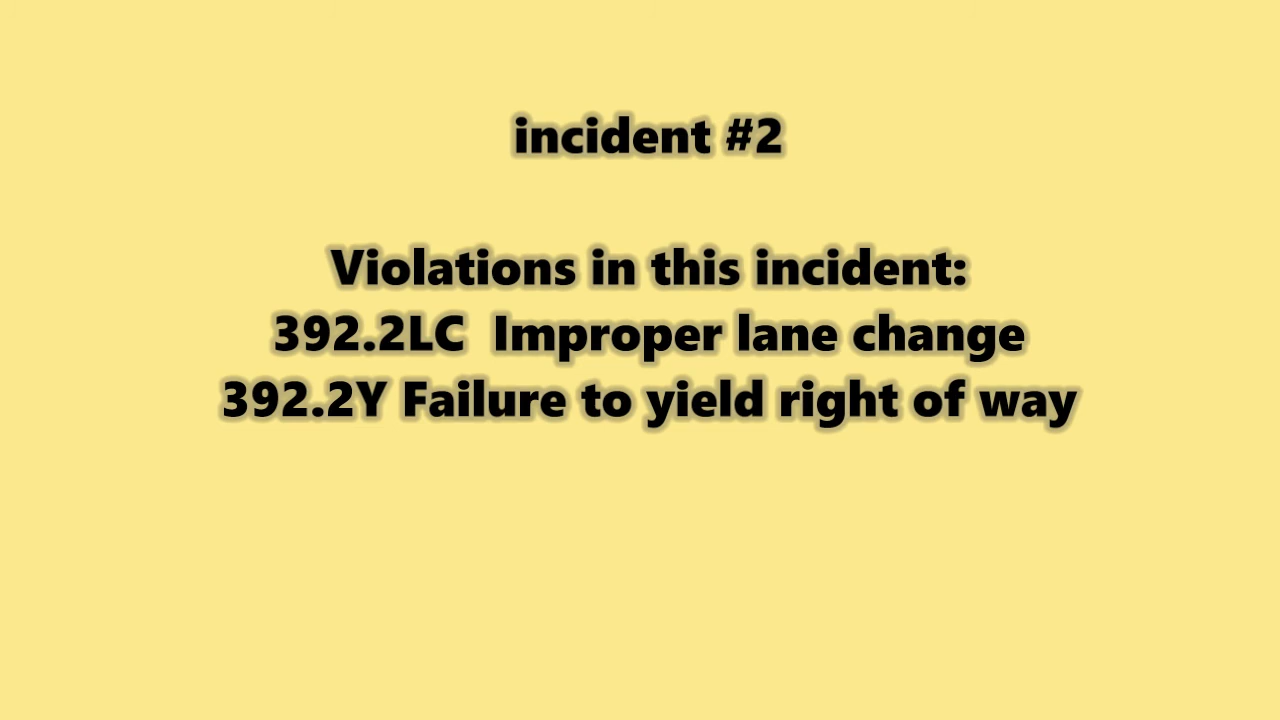 incident #2
Violations in this incident:
392.2LC  Improper lane change
392.2Y Failure to yield right of way